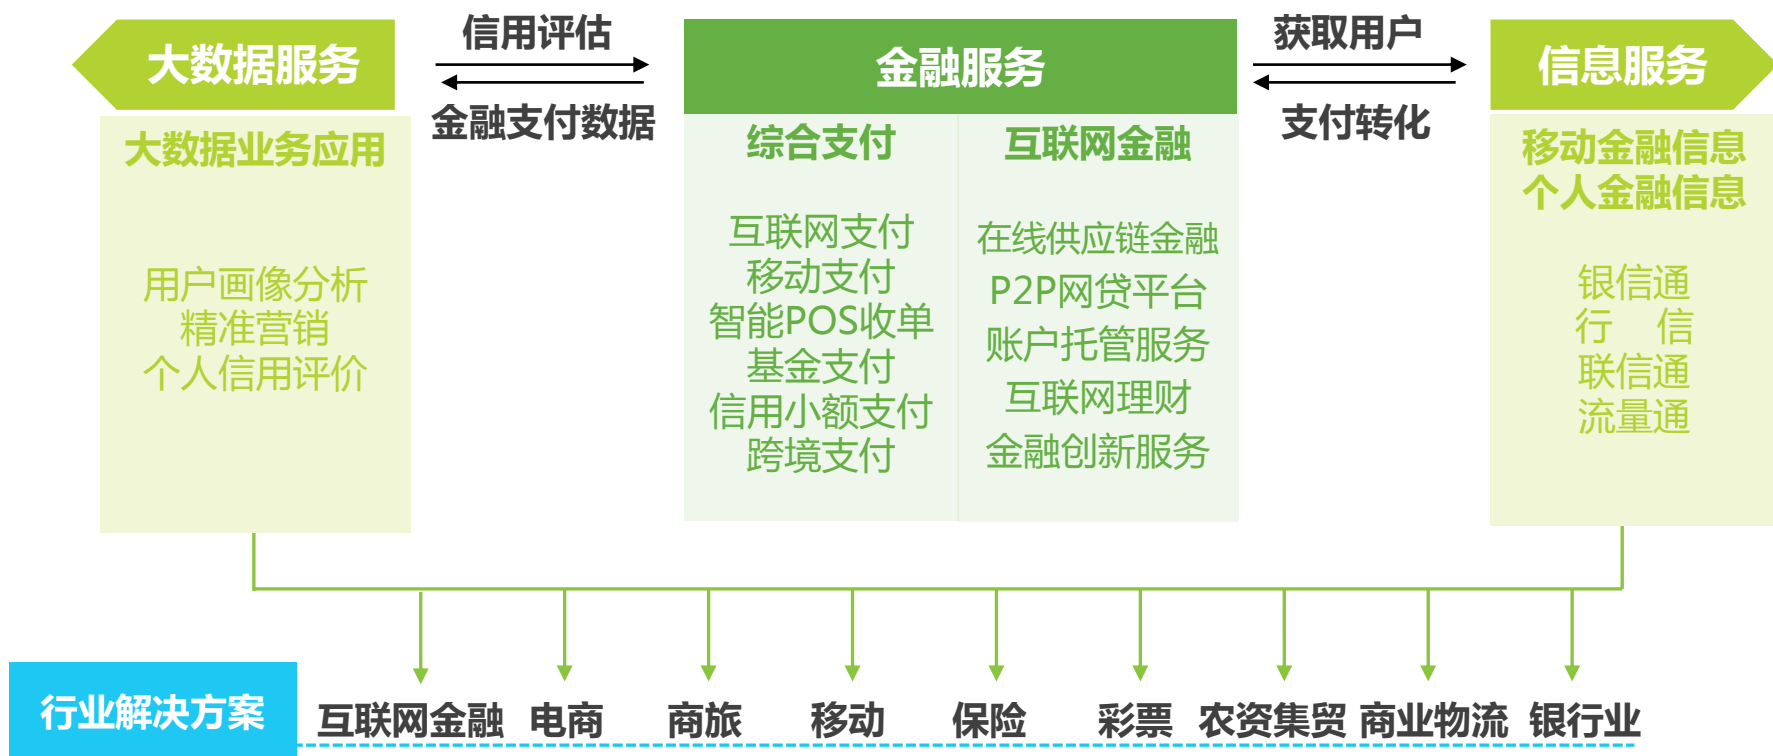 大数据服务
信用评估
金融支付数据
金融服务
获取用户
支付转化
信息服务
大数据业务应用
用户画像分析
精准营销
个人信用评价
综合支付
互联网支付
移动支付
智能POS收单
基金支付
信用小额支付
跨境支付
互联网金融
在线供应链金融
P2P网贷平台
账户托管服务
互联网理财
金融创新服务
移动金融信息
个人金融信息
银信通
行 信
联信通
流量通
行业解决方案
互联网金融 电商 商旅 移动 保险 彩票 农资集贸 商业物流 银行业